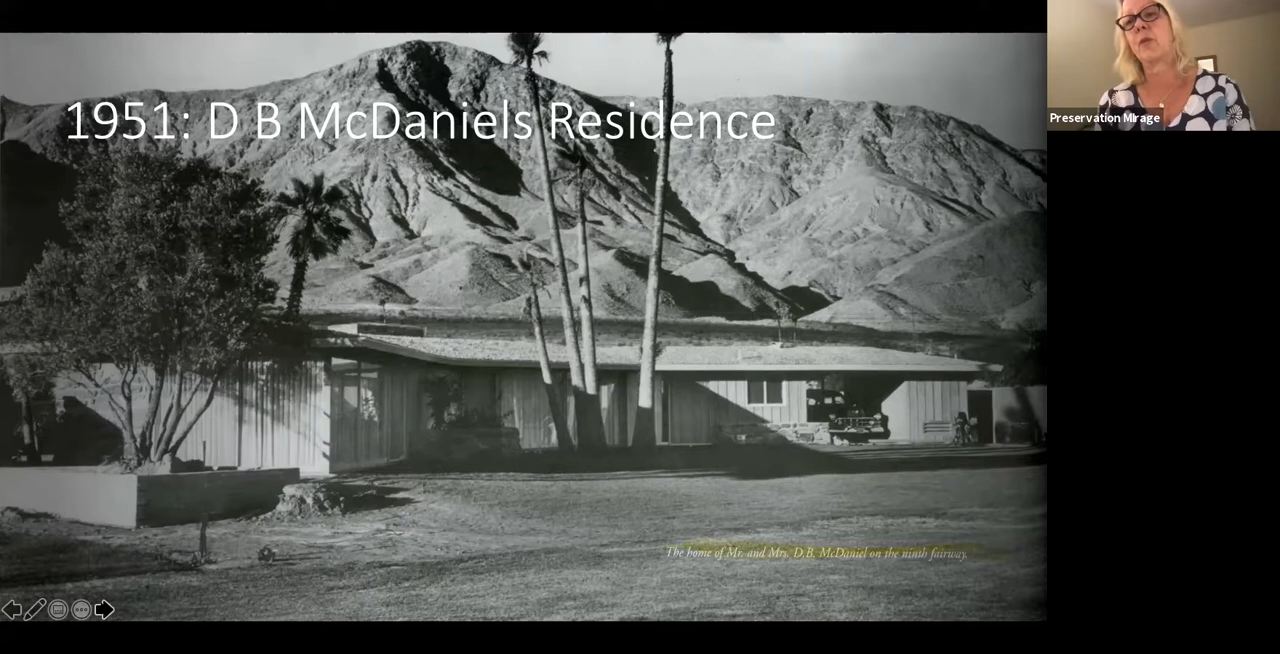 1951: D B McDaniels Residence
Preservation Mirage
The home of Mr. and Mrs. D.B. McDaniel on the ninth fairway.